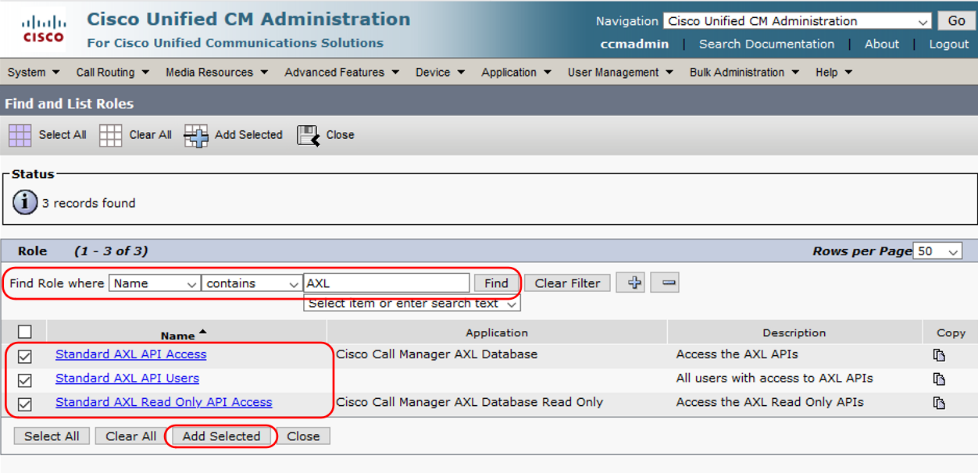 Cisco Unified CM Administration
For Cisco Unified Communications Solutions
CISCO
Navigation Cisco Unified CM Administration Go
ccmadmin | Search Documentation | About | Logout
System Call Routing Media Resources Advanced Features Device Application User Management Bulk Administration Help
Find and List Roles
Select All Clear All Add Selected Close
Status
i 3 records found
Role (1 - 3 of 3) Rows per Page 50
Find Role where Name contains AXL Find Clear Filter + -
Select item or enter search text
Name Application Description Copy
Standard AXL API Access Cisco Call Manager AXL Database Access the AXL APIs
Standard AXL API Users All users with access to AXL APIs
Standard AXL Read Only API Access Cisco Call Manager AXL Database Read Only Access the AXL Read Only APIs
Select All Clear All Add Selected Close